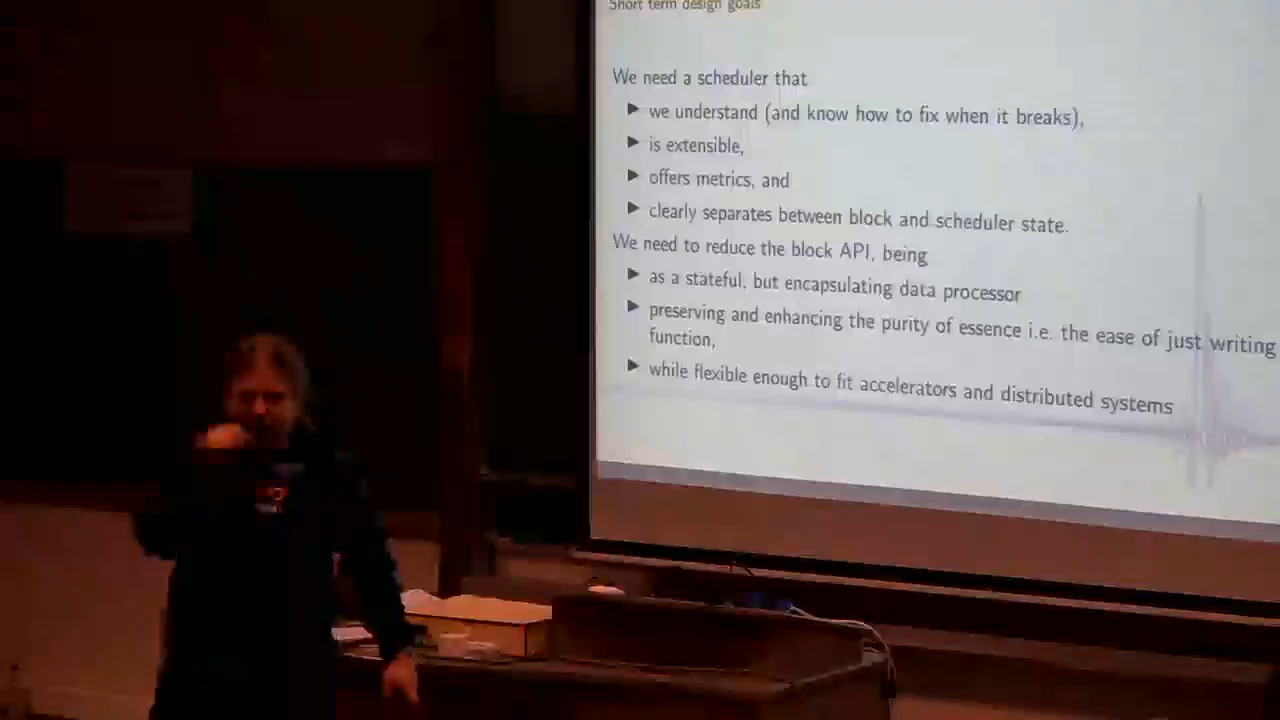 Short term design goals
We need a scheduler that
▶ we understand (and know how to fix when it breaks),
▶ is extensible,
▶ offers metrics, and
▶ clearly separates between block and scheduler state.
We need to reduce the block API, being
▶ as a stateful, but encapsulating data processor
▶ preserving and enhancing the purity of essence i.e. the ease of just writing
function,
▶ while flexible enough to fit accelerators and distributed systems